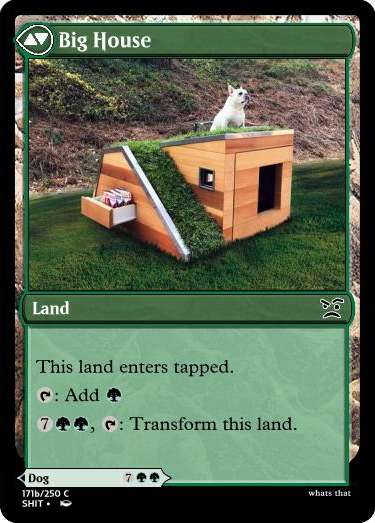 Big House
Land
This land enters tapped.
: Add
7, : Transform this land.
Dog 7
171b/250 C
SHIT •
whats that